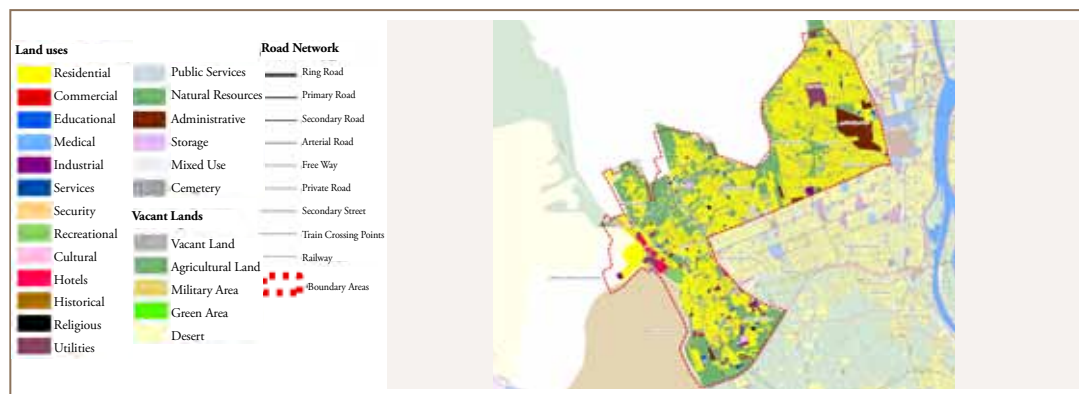 Land uses
Residential
Commercial
Educational
Medical
Industrial
Services
Security
Recreational
Cultural
Hotels
Historical
Religious
Utilities
Public Services
Natural Resources
Administrative
Storage
Mixed Use
Cemetery
Vacant Lands
Vacant Land
Agricultural Land
Military Area
Green Area
Desert
Road Network
Ring Road
Primary Road
Secondary Road
Arterial Road
Free Way
Private Road
Secondary Street
Train Crossing Points
Railway
Boundary Areas